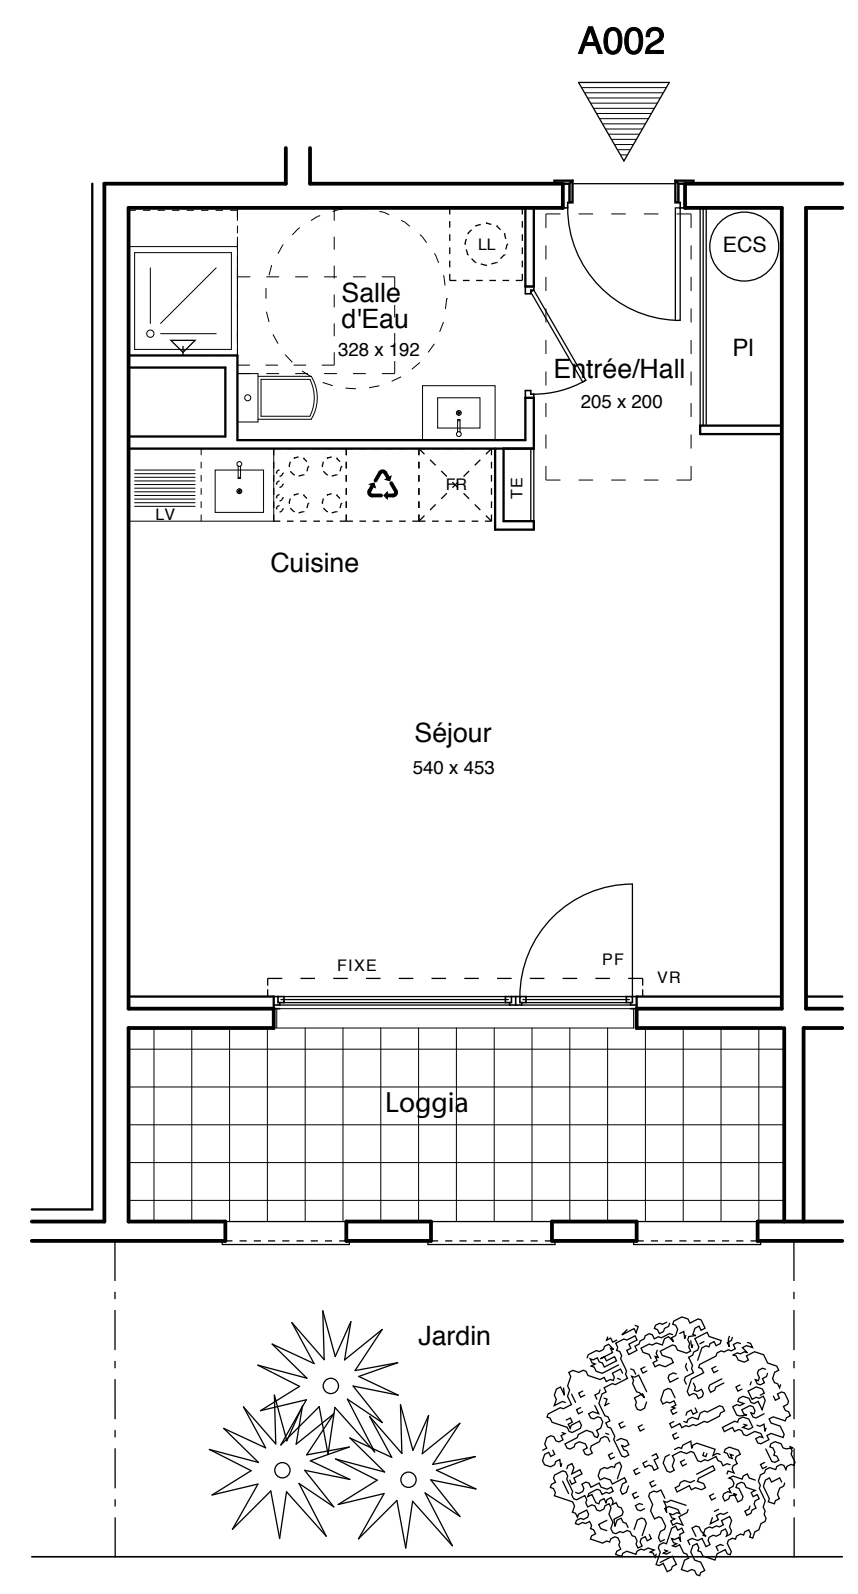 A002
LL
ECS
Salle
d'Eau
328 x 192
Pl
Entrée/Hall
205 x 200
LV
FR
TE
Cuisine
Séjour
540 x 453
FIXE
PF
VR
Loggia
Jardin